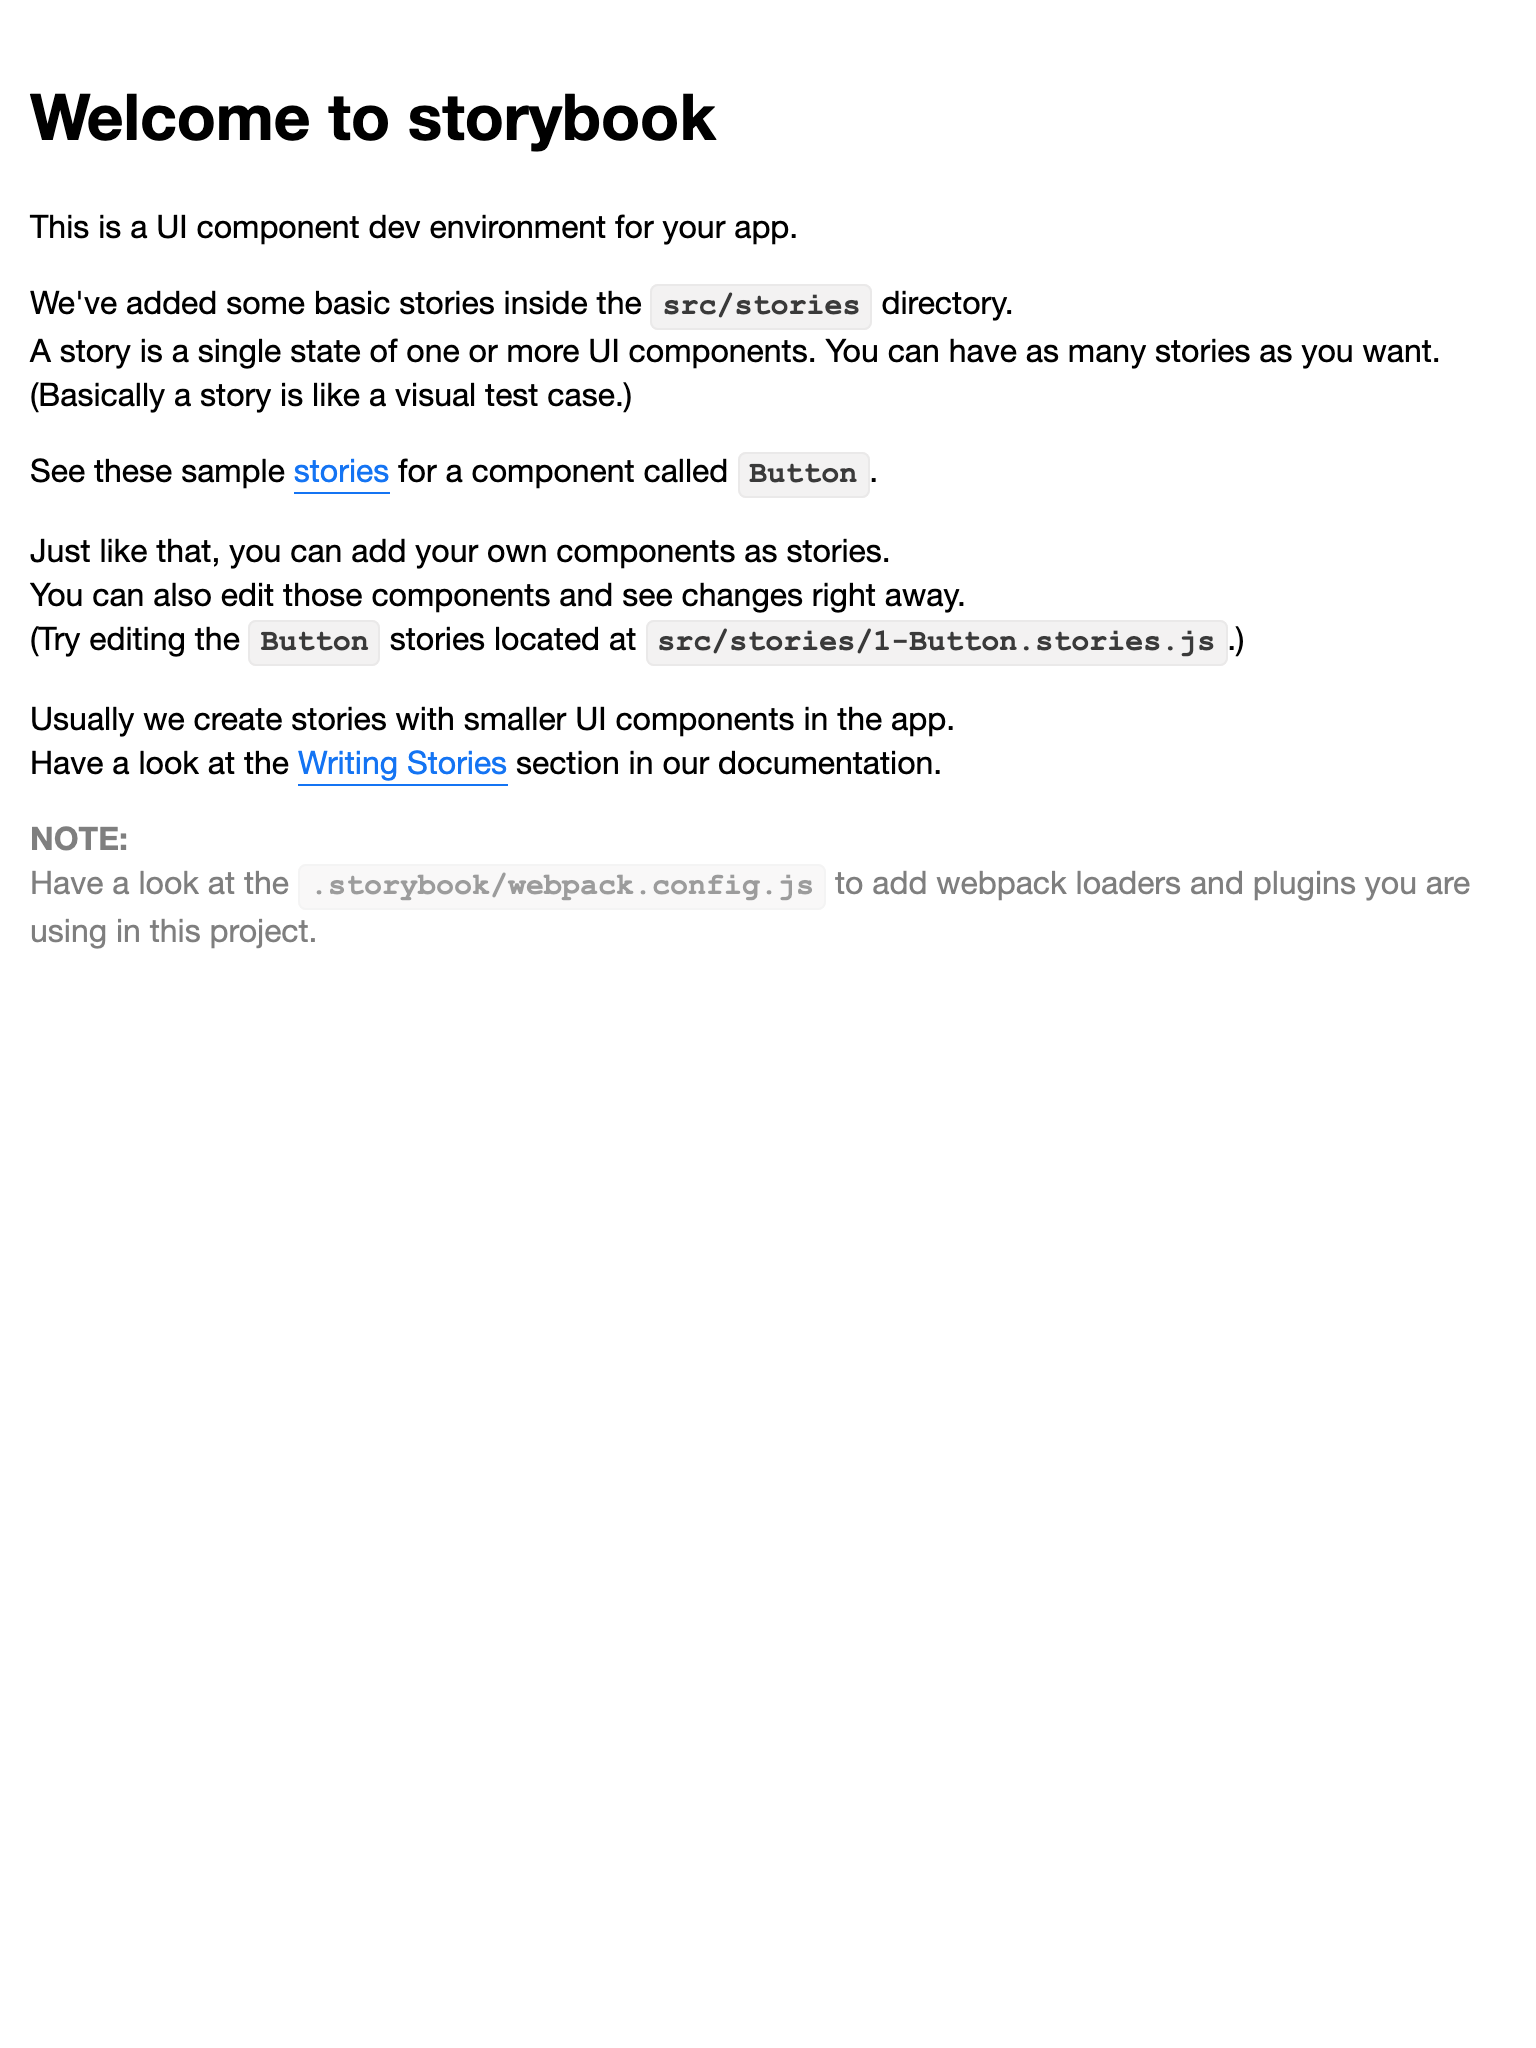 Welcome to storybook
This is a UI component dev environment for your app.
We've added some basic stories inside the src/stories directory.
A story is a single state of one or more UI components. You can have as many stories as you want.
(Basically a story is like a visual test case.)
See these sample stories for a component called Button.
Just like that, you can add your own components as stories.
You can also edit those components and see changes right away.
(Try editing the Button stories located at src/stories/1-Button.stories.js.)
Usually we create stories with smaller UI components in the app.
Have a look at the Writing Stories section in our documentation.
NOTE:
Have a look at the .storybook/webpack.config.js to add webpack loaders and plugins you are
using in this project.